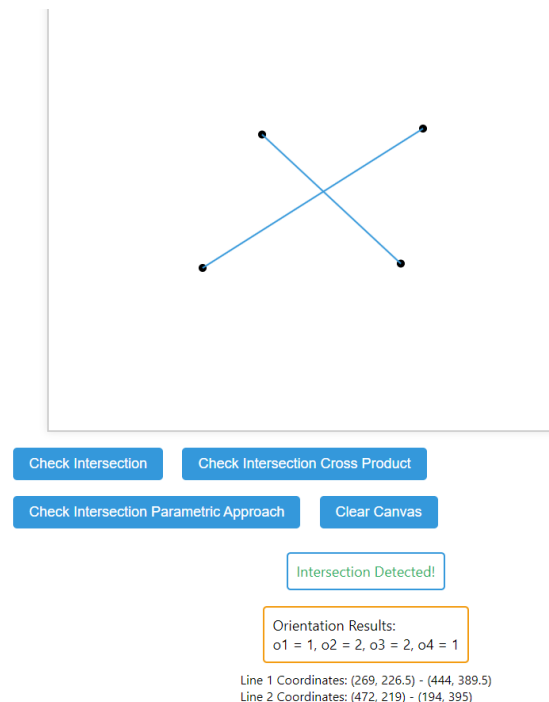 Check Intersection
Check Intersection Cross Product
Check Intersection Parametric Approach
Clear Canvas
Intersection Detected!
Orientation Results:
o1 = 1, o2 = 2, o3 = 2, o4 = 1
Line 1 Coordinates: (269, 226.5) - (444, 389.5)
Line 2 Coordinates: (472, 219) - (194, 395)